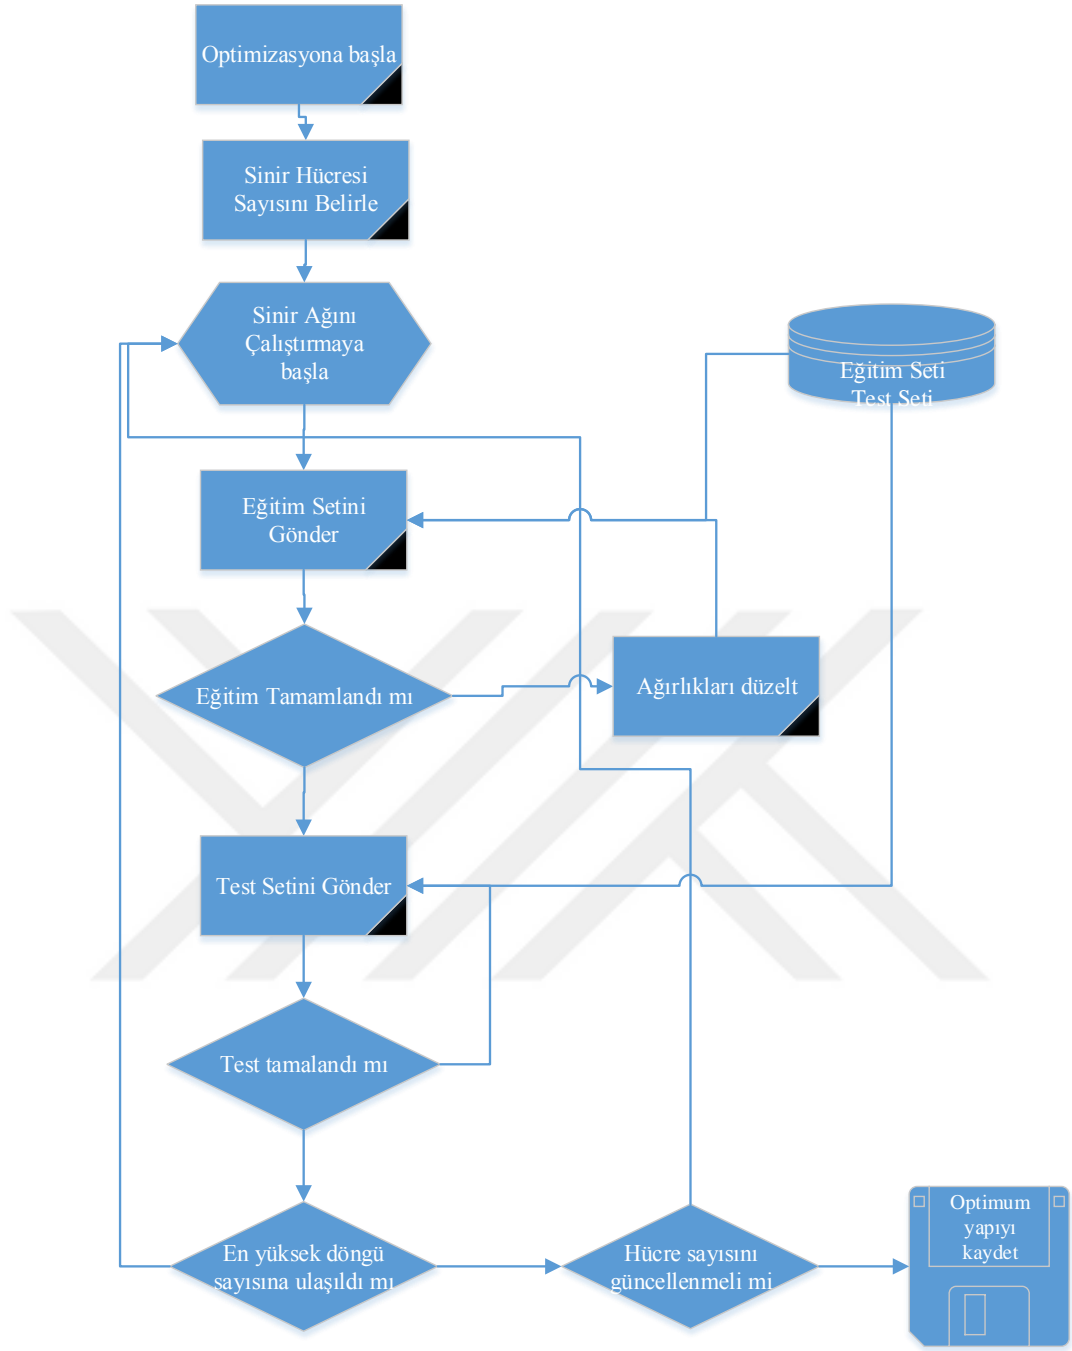 Optimizasyona başla
Sinir Hücresi
Sayısını Belirle
Sinir Ağını
Çalıştırmaya
başla
Eğitim Seti
Test Seti
Eğitim Setini
Gönder
Eğitim Tamamlandı mı
Ağırlıkları düzelt
Test Setini Gönder
Test tamalandı mı
En yüksek döngü
sayısına ulaşıldı mı
Hücre sayısını
güncellenmeli mi
Optimum
yapıyı
kaydet